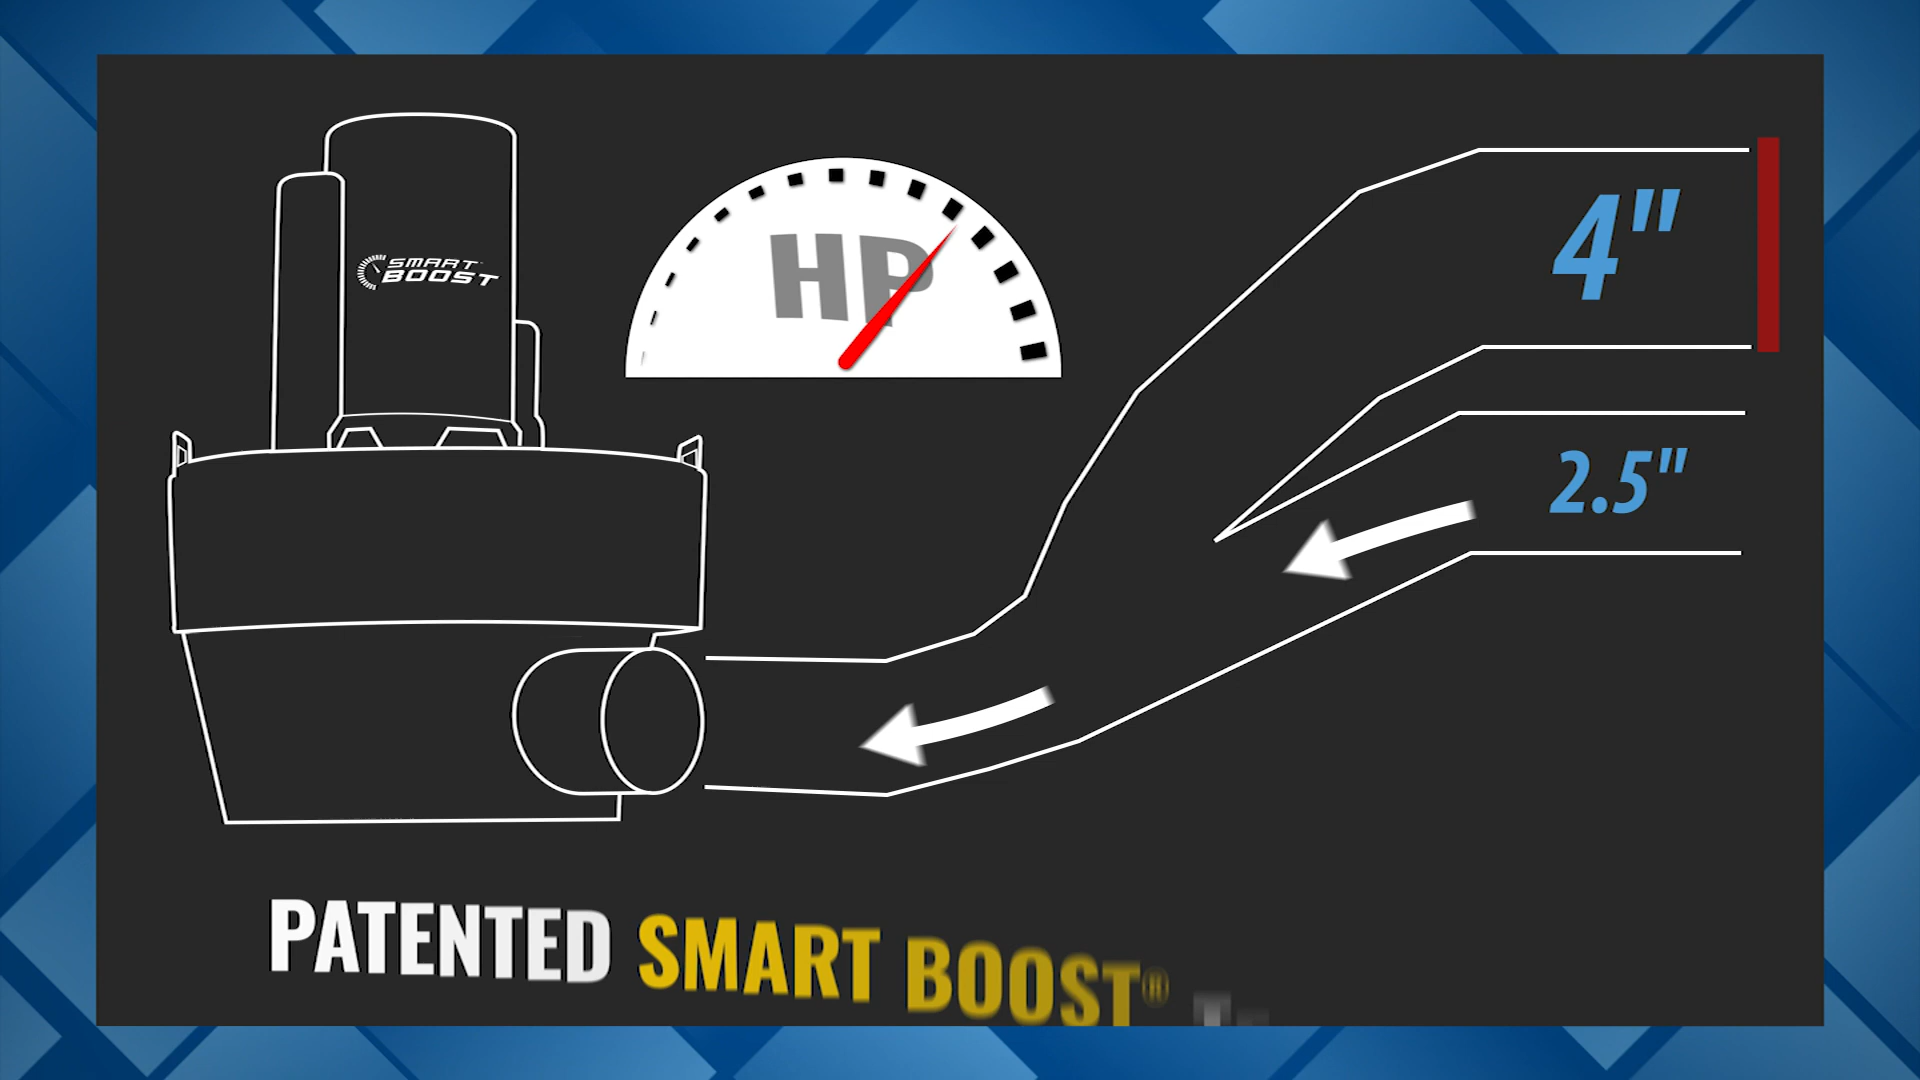 SMART
BOOST
HP
4"
2.5"
PATENTED SMART BOOST®